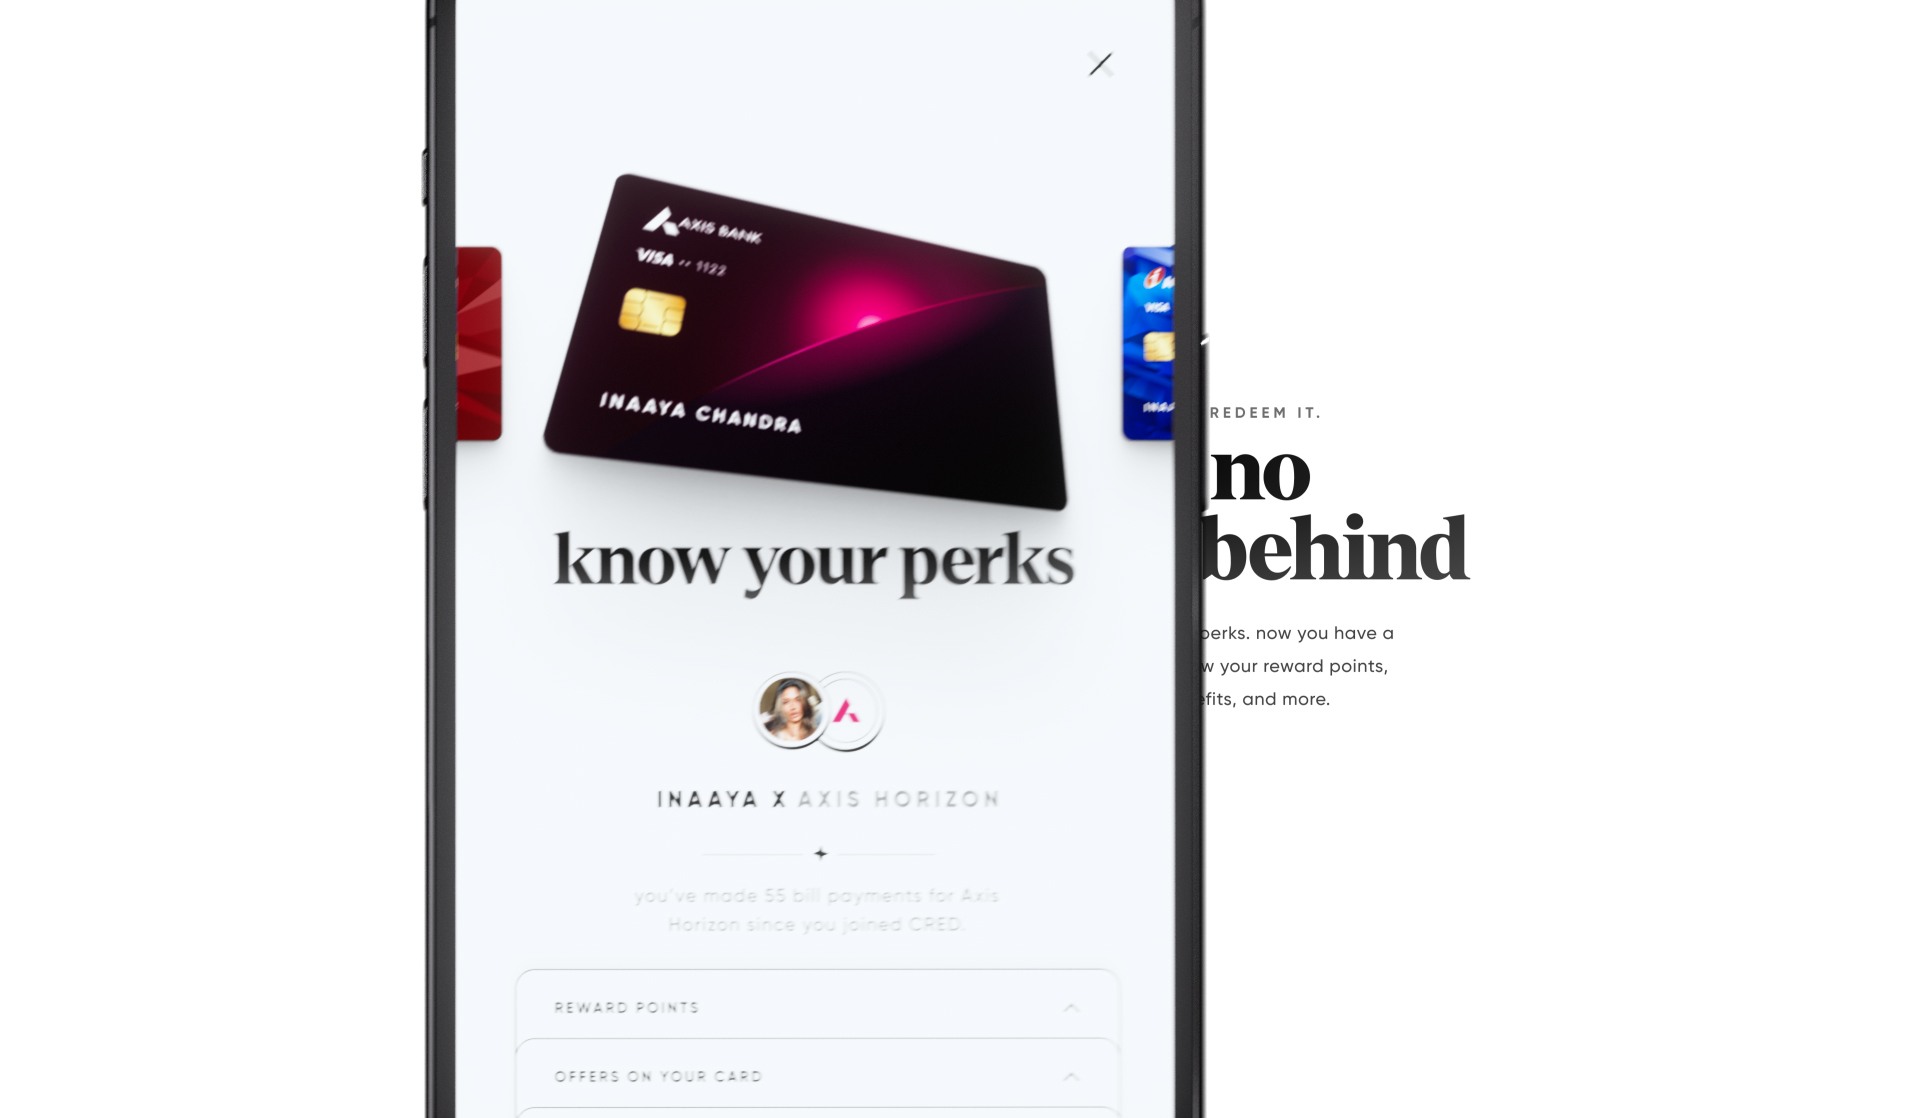 AXIS BANK
VISA ·· 1122
INAAYA CHANDRA
VISA
know your perks
INAAYA X AXIS HORIZON
you've made 55 bill payments for Axis
Horizon since you joined CRED.
REWARD POINTS
OFFERS ON YOUR CARD
REDEEM IT.
no
behind
perks. now you have a
your reward points,
and more.